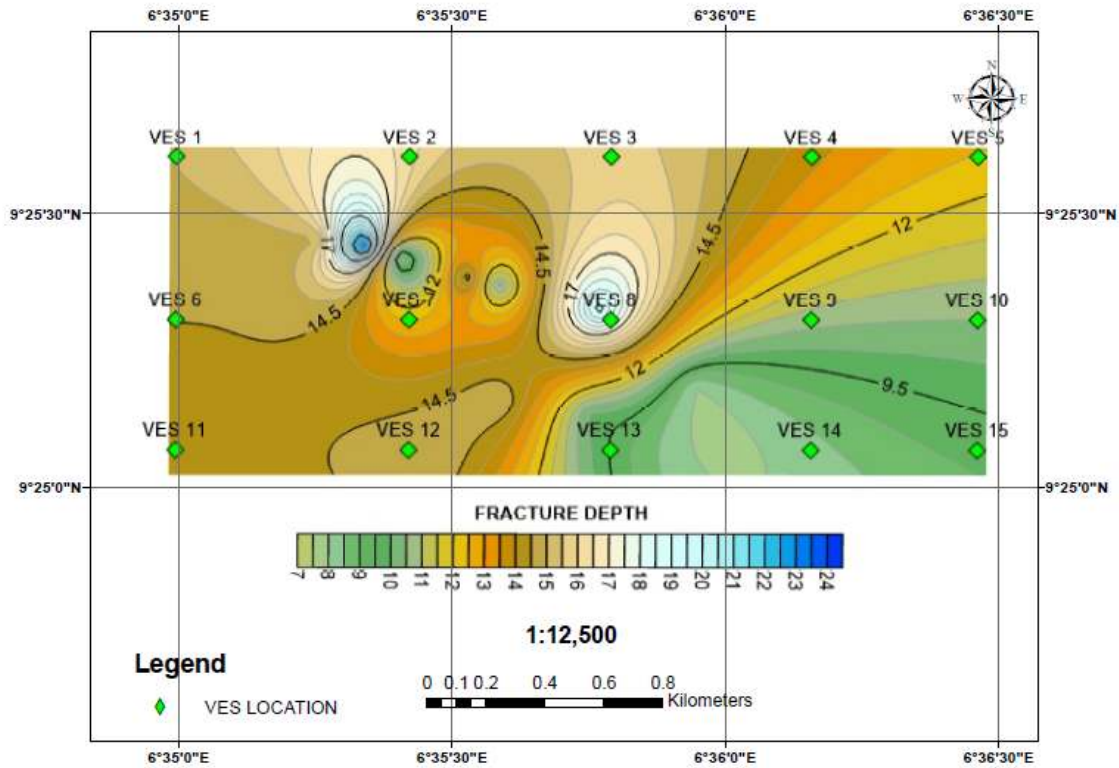 6°35'0"E 6°35'30"E 6°36'0"E 6°36'30"E
N
W E
S
VES 1 VES 2 VES 3 VES 4 VES 5
9°25'30"N 9°25'30"N
17 12 14.5 17 14.5 12
VES 6 VES 7 VES 8 VES 9 VES 10
14.5 12
14.5 9.5
VES 11 VES 12 VES 13 VES 14 VES 15
9°25'0"N 9°25'0"N
FRACTURE DEPTH
7 8 9 10 11 12 13 14 15 16 17 18 19 20 21 22 23 24
1:12,500
Legend
VES LOCATION
0 0.1 0.2 0.4 0.6 0.8
Kilometers
6°35'0"E 6°35'30"E 6°36'0"E 6°36'30"E